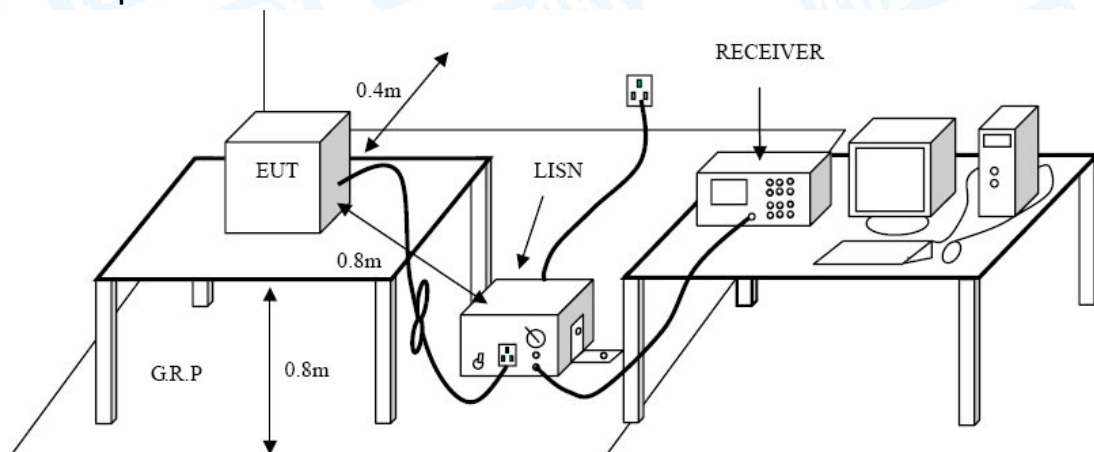 RECEIVER
0.4m
EUT
LISN
0.8m
G.R.P
0.8m